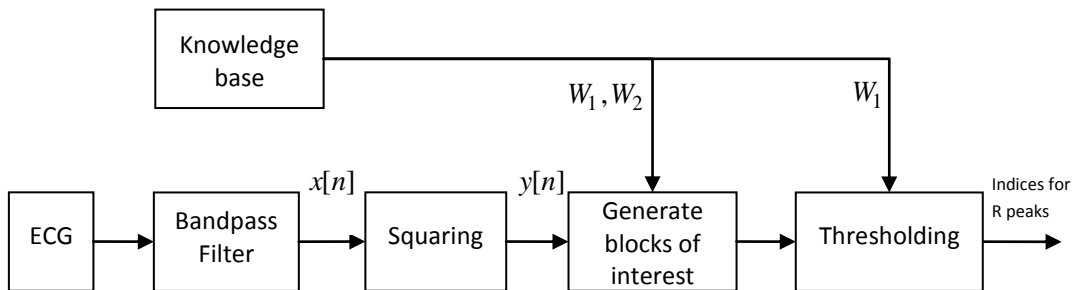 Knowledge
base
W₁, W₂
W₁
x[n]
y[n]
Indices for
R peaks
ECG
Bandpass
Filter
Squaring
Generate
blocks of
interest
Thresholding